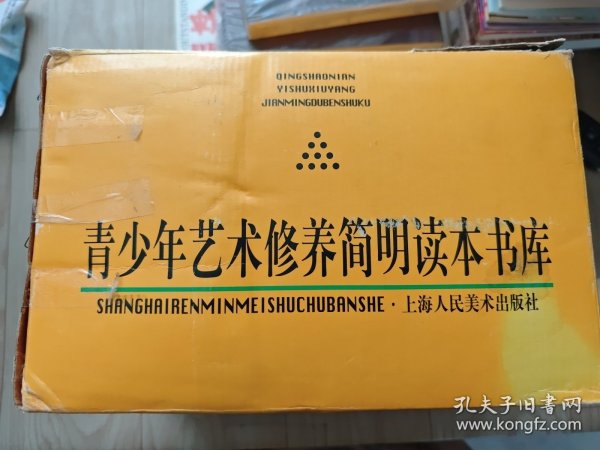 QINGSHAONIAN
YISHUXIUYANG
JIANMINGDUBENSHUKU
青少年艺术修养简明读本书库
SHANGHAIRENMINMEISHUCHUBANSHE·上海人民美术出版社
孔夫子旧书网
www.kongfz.com